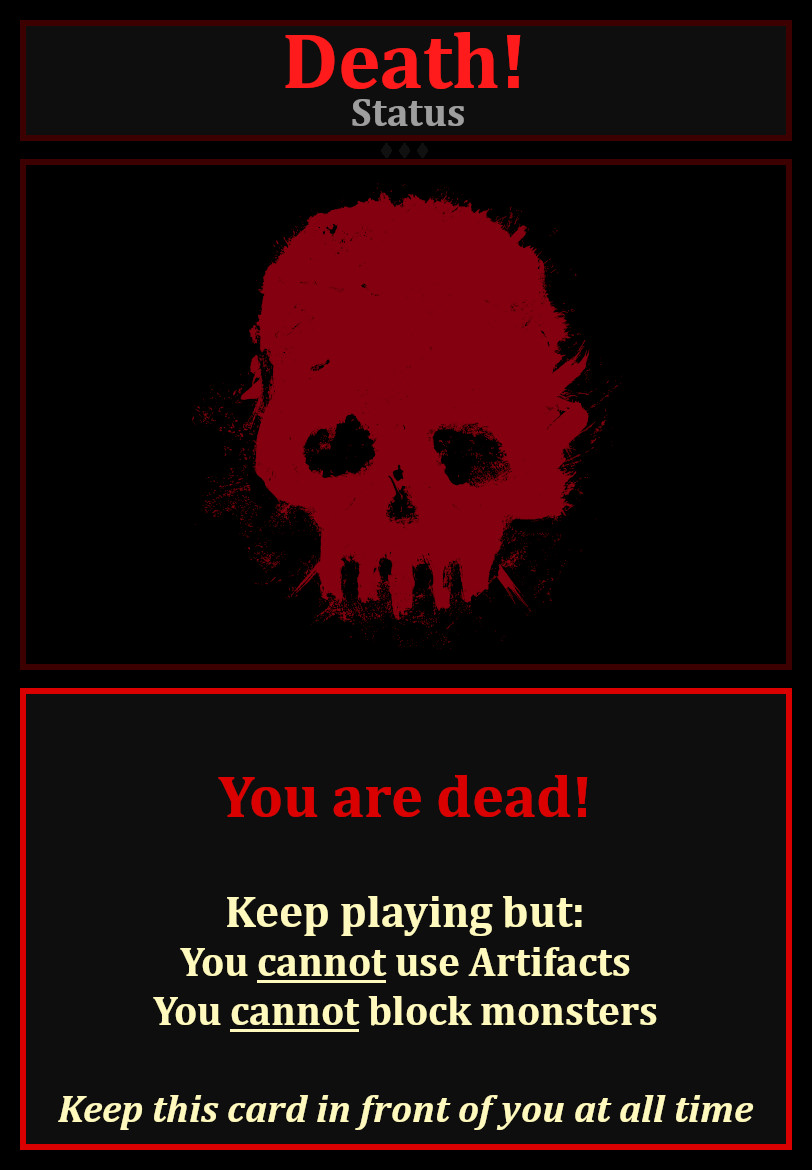 Death!
Status
You are dead!
Keep playing but:
You cannot use Artifacts
You cannot block monsters
Keep this card in front of you at all time